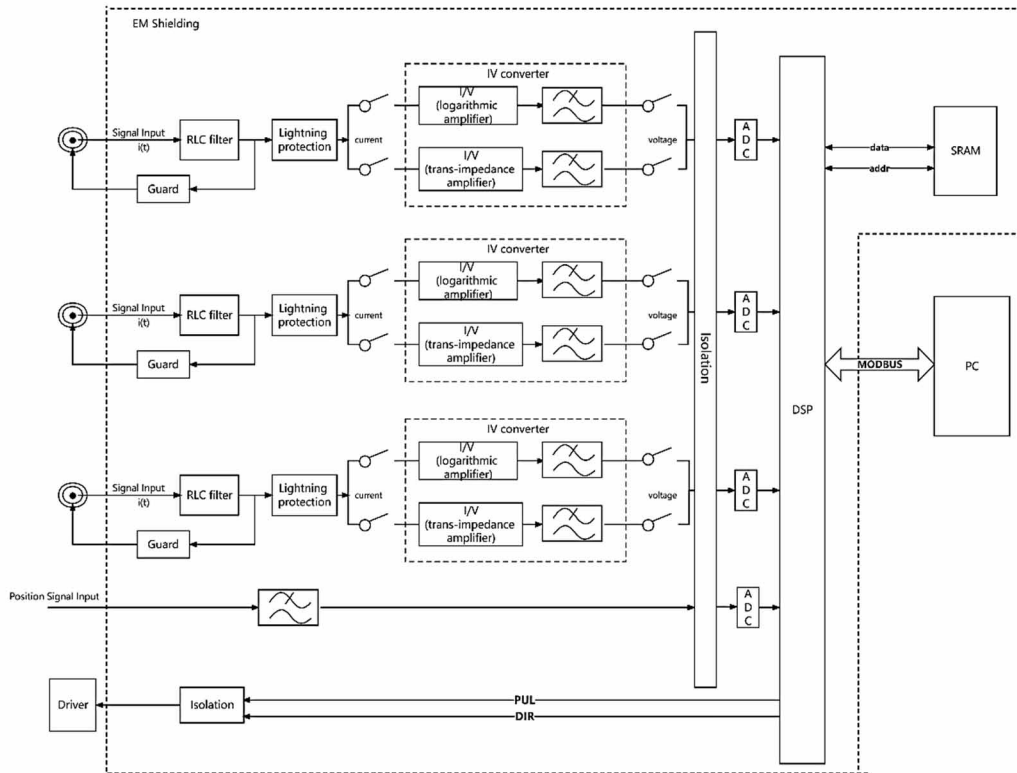 EM Shielding
IV converter
Signal Input
i(t)
RLC filter
Lightning
protection
current
I/V
(logarithmic
amplifier)
I/V
(trans-impedance
amplifier)
voltage
Guard
A
D
C
data
addr
SRAM
IV converter
Signal Input
i(t)
RLC filter
Lightning
protection
current
I/V
(logarithmic
amplifier)
I/V
(trans-impedance
amplifier)
voltage
Guard
Isolation
A
D
C
DSP
MODBUS
PC
IV converter
Signal Input
i(t)
RLC filter
Lightning
protection
current
I/V
(logarithmic
amplifier)
I/V
(trans-impedance
amplifier)
voltage
Guard
A
D
C
Position Signal Input
A
D
C
Driver
Isolation
PUL
DIR